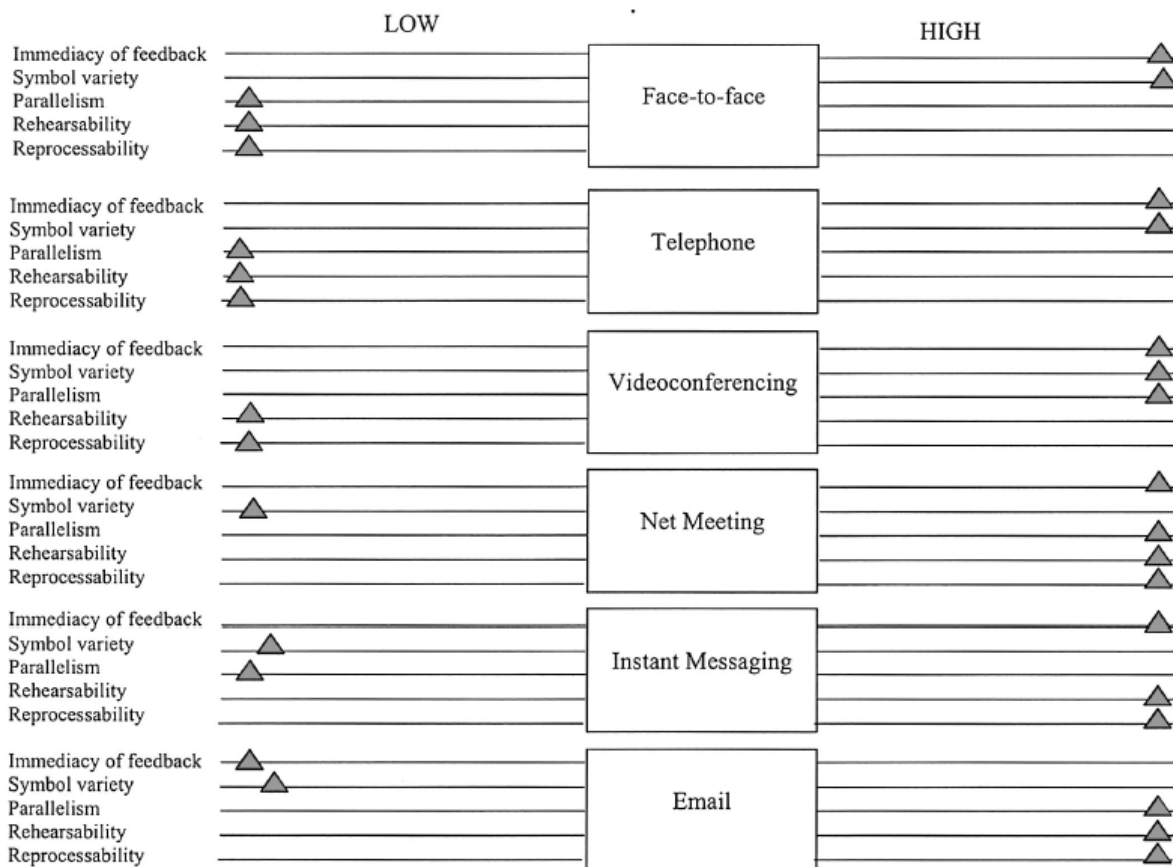 LOW
HIGH
Immediacy of feedback
Symbol variety
Parallelism
Rehearsability
Reprocessability
Face-to-face
Immediacy of feedback
Symbol variety
Parallelism
Rehearsability
Reprocessability
Telephone
Immediacy of feedback
Symbol variety
Parallelism
Rehearsability
Reprocessability
Videoconferencing
Immediacy of feedback
Symbol variety
Parallelism
Rehearsability
Reprocessability
Net Meeting
Immediacy of feedback
Symbol variety
Parallelism
Rehearsability
Reprocessability
Instant Messaging
Immediacy of feedback
Symbol variety
Parallelism
Rehearsability
Reprocessability
Email